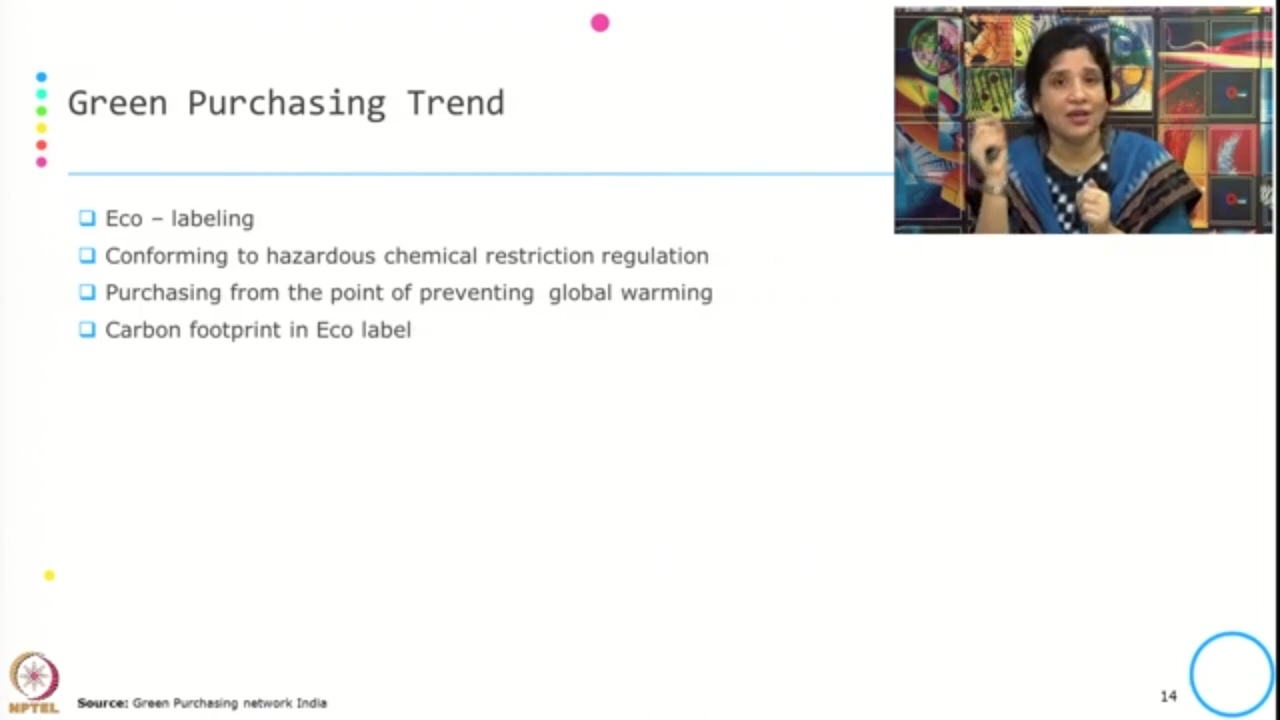 Green Purchasing Trend
Eco – labeling
Conforming to hazardous chemical restriction regulation
Purchasing from the point of preventing global warming
Carbon footprint in Eco label
NPTEL
Source: Green Purchasing network India
14